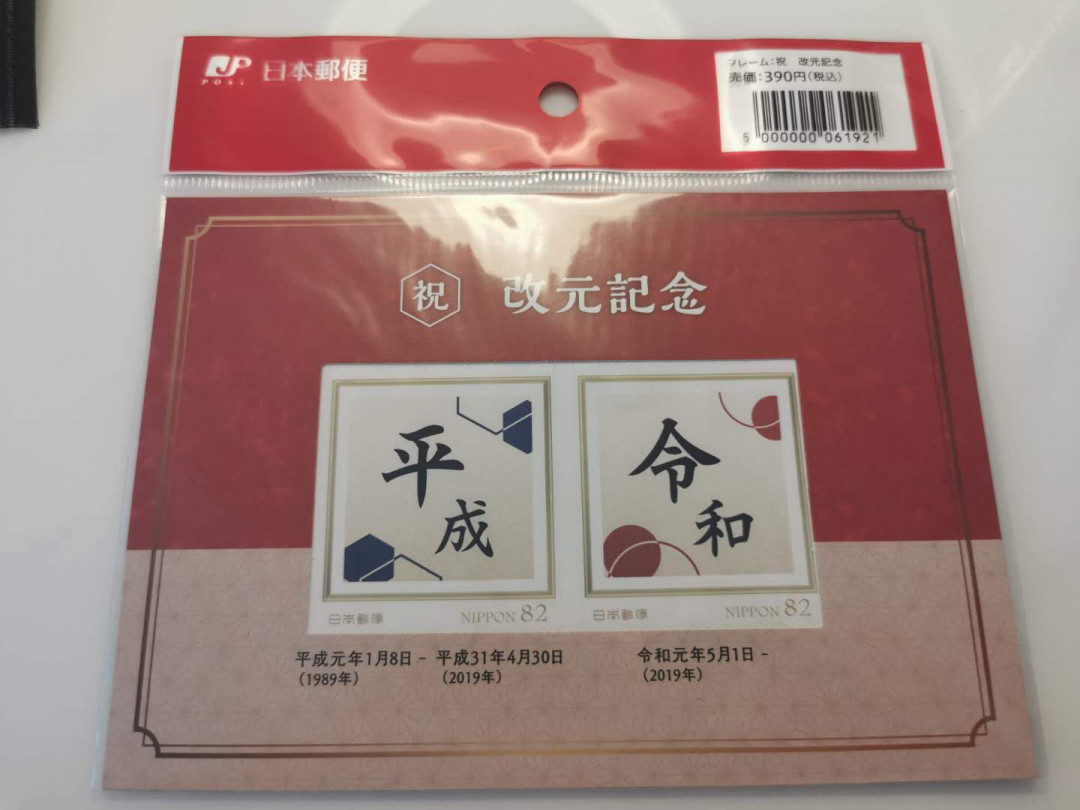 JP
POST
日本郵便
フレーム:祝 改元記念
売価:390円(税込)
5 000000 061921
祝 改元記念
平成
日本郵便 NIPPON 82
令和
日本郵便 NIPPON 82
平成元年1月8日 - 平成31年4月30日
(1989年) (2019年)
令和元年5月1日 -
(2019年)